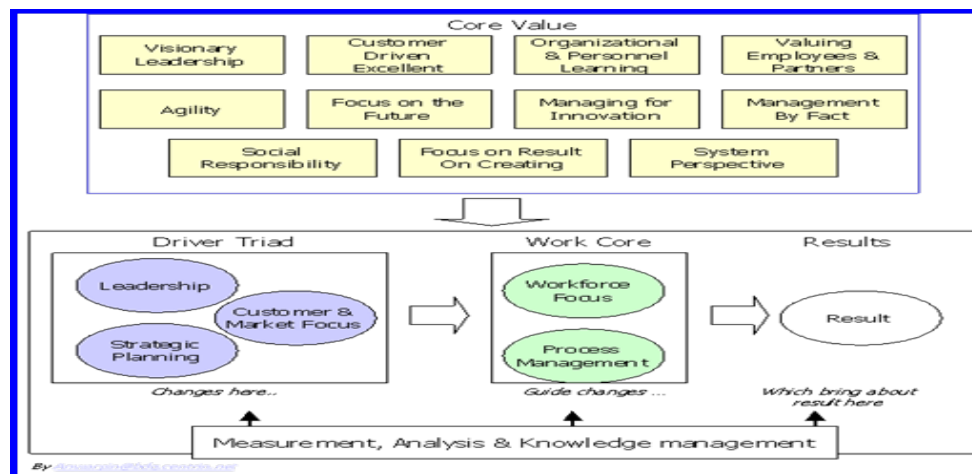 Core Value
Visionary
Leadership
Customer
Driven
Excellent
Organizational
& Personnel
Learning
Valuing
Employees &
Partners
Agility
Focus on the
Future
Managing for
Innovation
Management
By Fact
Social
Responsibility
Focus on Result
On Creating
System
Perspective
Driver Triad
Work Core
Results
Leadership
Customer &
Market Focus
Strategic
Planning
Workforce
Focus
Process
Management
Result
Changes here..
Guide changes ...
Which bring about
result here
Measurement, Analysis & Knowledge management
By